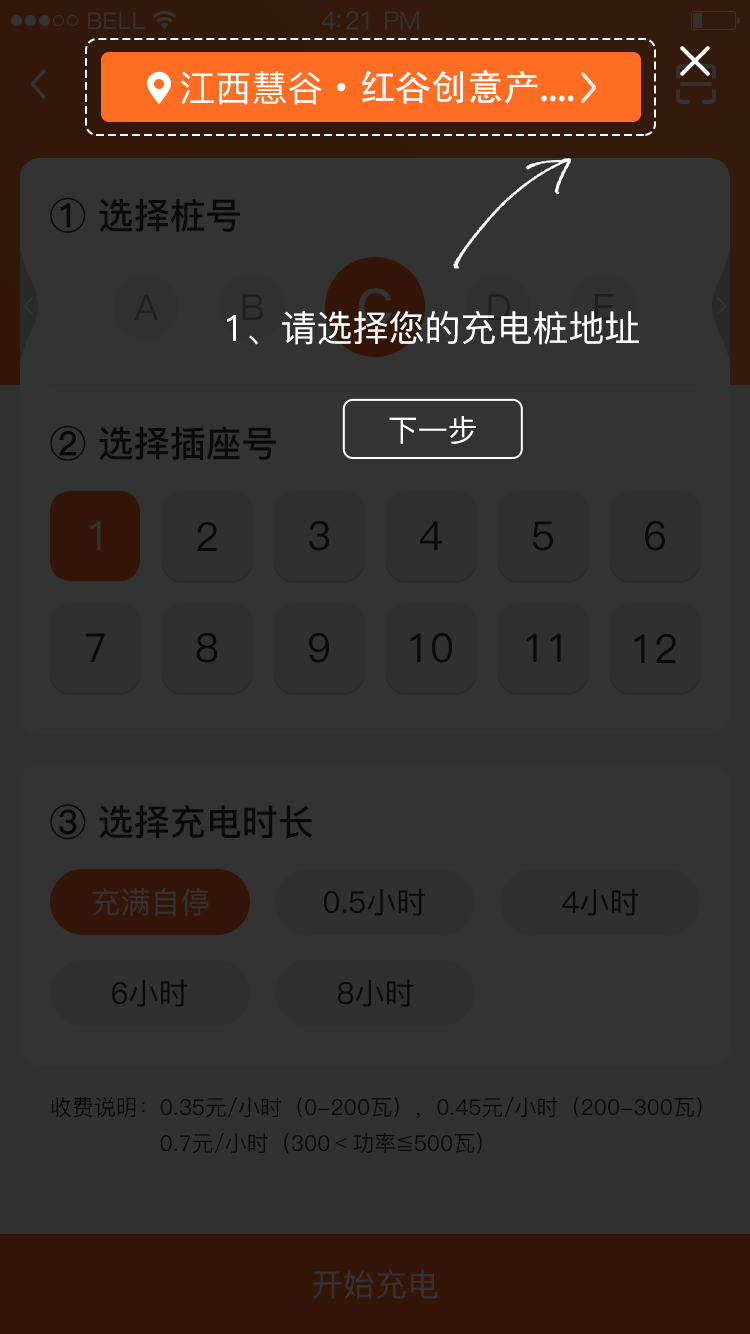 BELL 4:21 PM
江西慧谷·红谷创意产....
① 选择桩号
A B C D E
1、请选择您的充电桩地址
下一步
② 选择插座号
1 2 3 4 5 6
7 8 9 10 11 12
③ 选择充电时长
充满自停 0.5小时 4小时
6小时 8小时
收费说明：0.35元/小时（0-200瓦），0.45元/小时（200-300瓦）
0.7元/小时（300＜功率≦500瓦）
开始充电